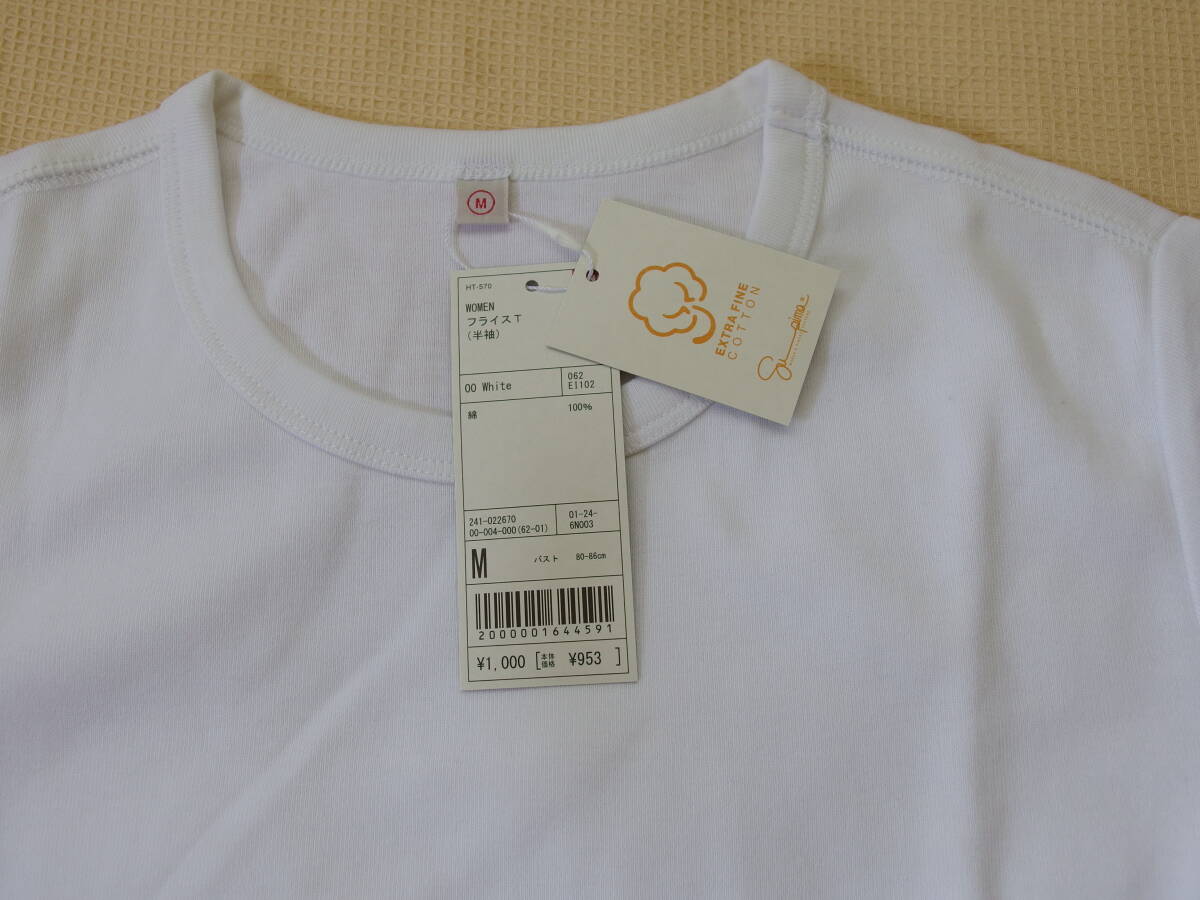 M
HT-570
WOMEN
フライスT
(半袖)
00 White
062
E1102
綿 100%
241-022670
00-004-000(62-01)
01-24-
6N003
M バスト 80-86cm
2000001644591
¥1,000 [本体価格 ¥953 ]
EXTRA FINE
COTTON
Supima